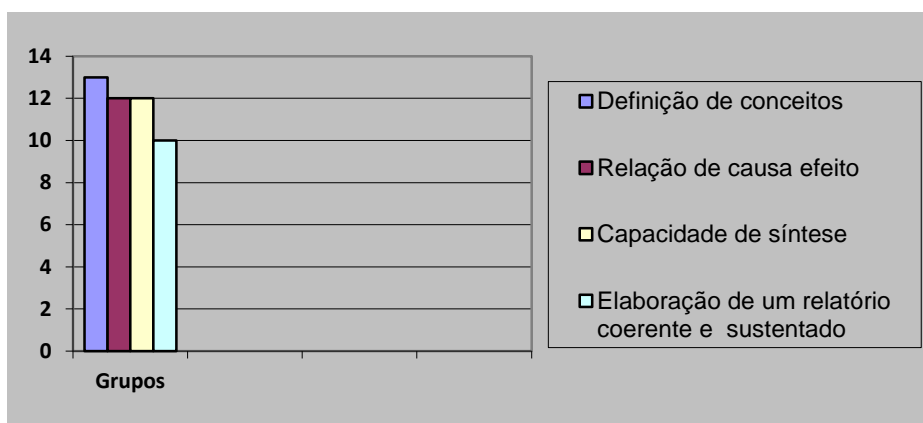 14
12
10
8
6
4
2
0
Grupos
Definição de conceitos
Relação de causa efeito
Capacidade de síntese
Elaboração de um relatório
coerente e sustentado